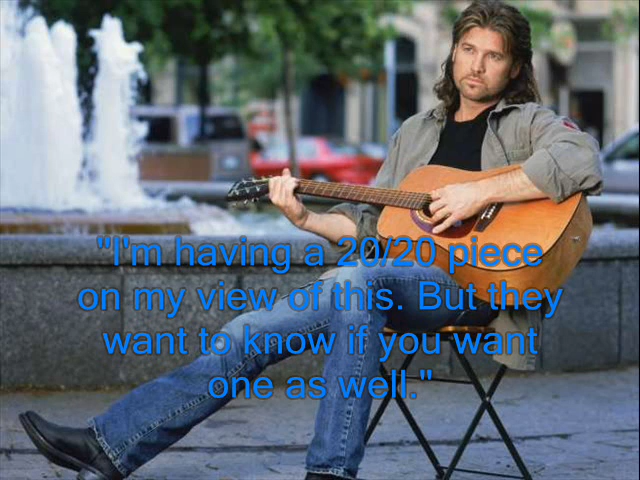 "I'm having a 20/20 piece
on my view of this. But they
want to know if you want
one as well."